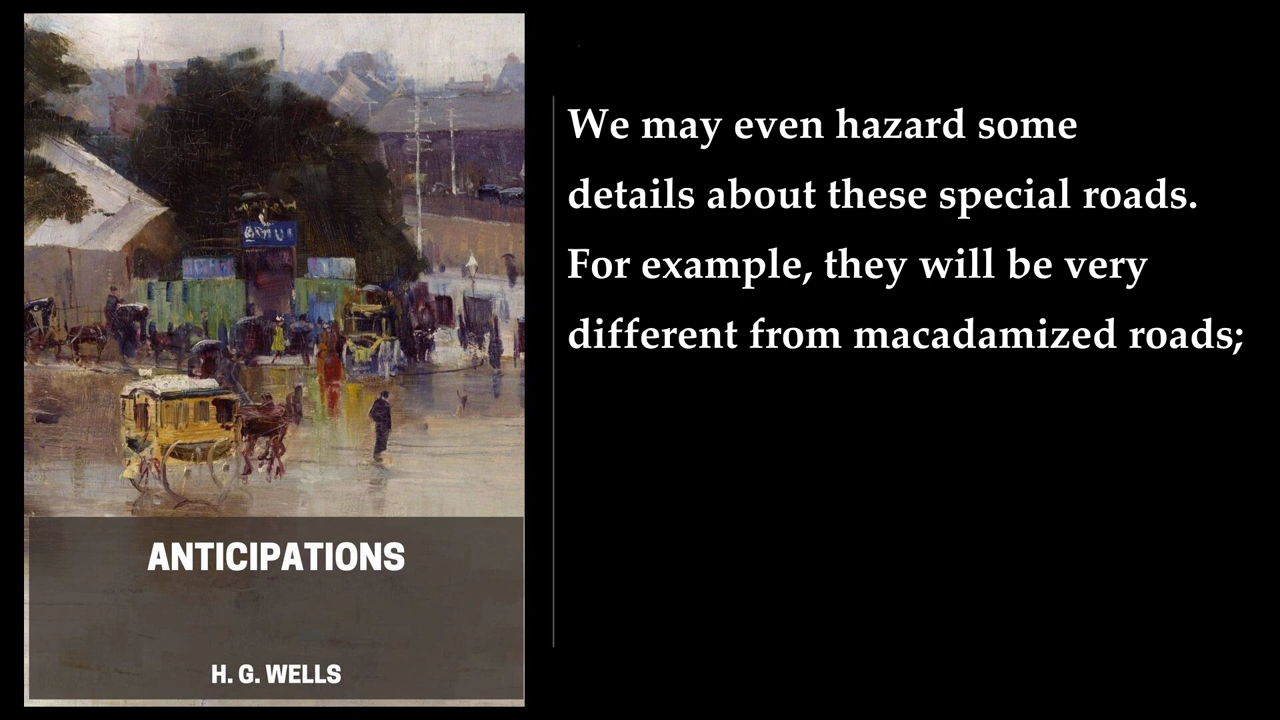 ANTICIPATIONS
H. G. WELLS
We may even hazard some
details about these special roads.
For example, they will be very
different from macadamized roads;